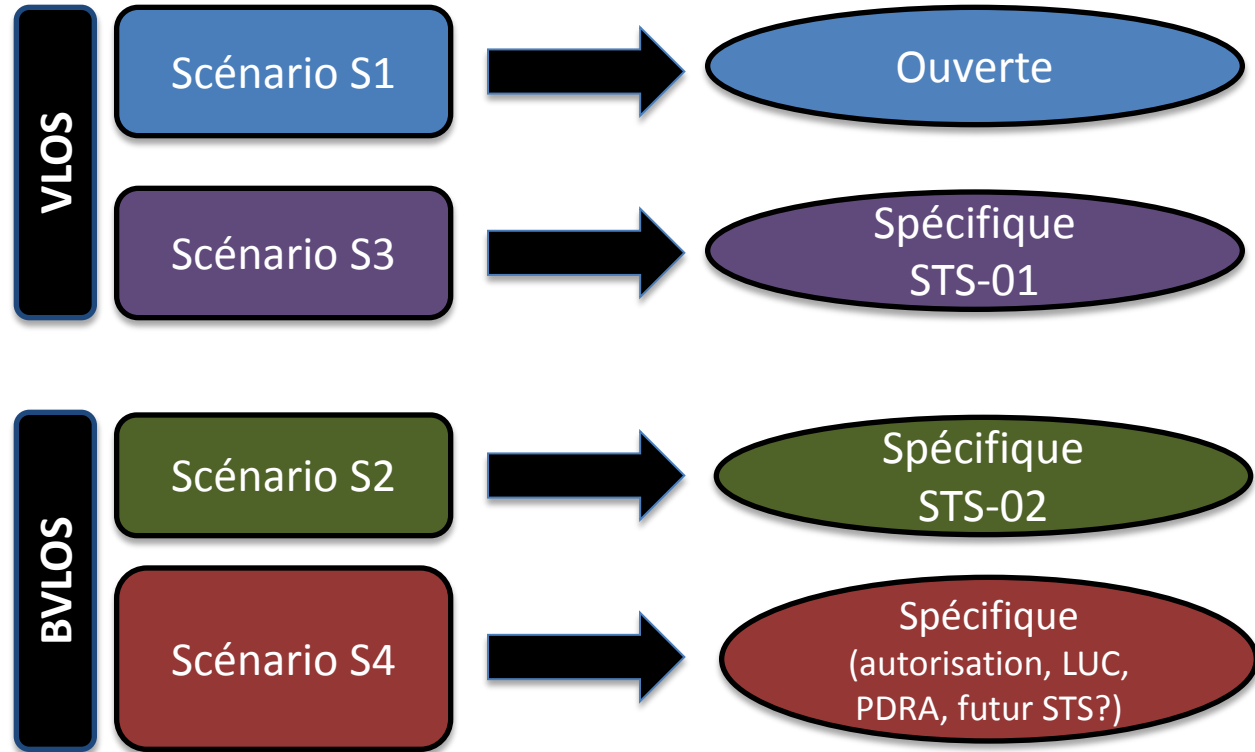 VLOS
Scénario S1
Ouverte
Scénario S3
Spécifique
STS-01
BVLOS
Scénario S2
Spécifique
STS-02
Scénario S4
Spécifique
(autorisation, LUC,
PDRA, futur STS?)